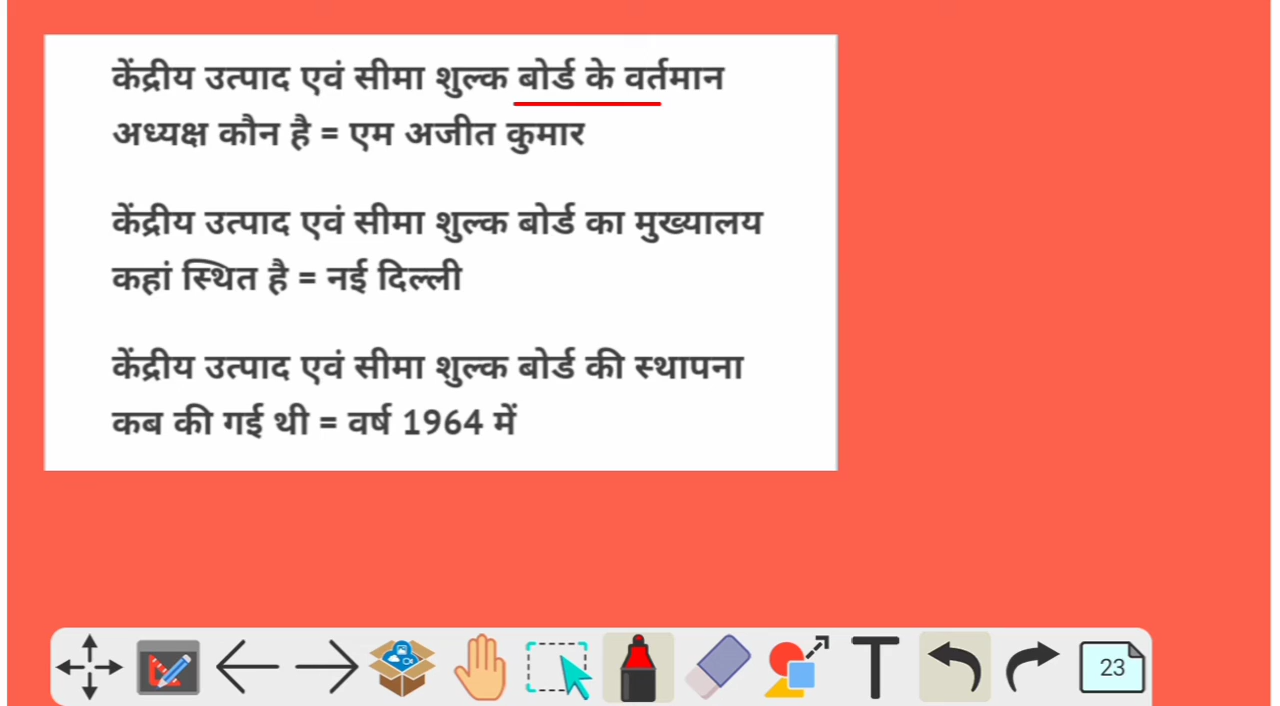 केंद्रीय उत्पाद एवं सीमा शुल्क बोर्ड के वर्तमान
अध्यक्ष कौन है = एम अजीत कुमार
केंद्रीय उत्पाद एवं सीमा शुल्क बोर्ड का मुख्यालय
कहां स्थित है = नई दिल्ली
केंद्रीय उत्पाद एवं सीमा शुल्क बोर्ड की स्थापना
कब की गई थी = वर्ष 1964 में
T
23